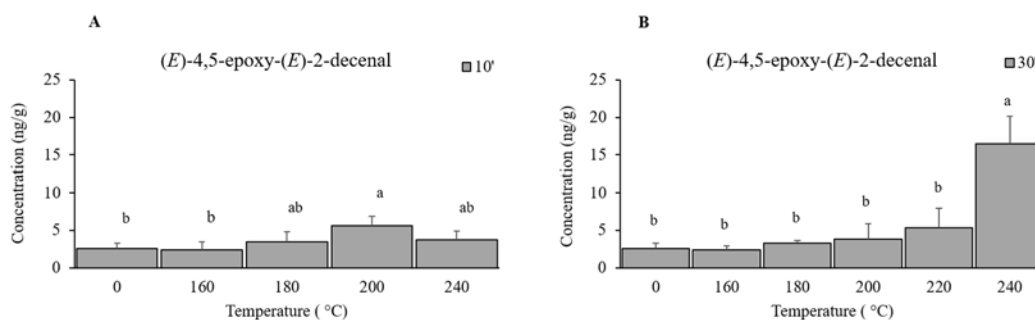 A
(E)-4,5-epoxy-(E)-2-decenal
10'
Concentration (ng/g)
25
20
15
10
5
0
b
b
ab
a
ab
0 160 180 200 240
Temperature ( °C)
B
(E)-4,5-epoxy-(E)-2-decenal
30'
Concentration (ng/g)
25
20
15
10
5
0
b
b
b
b
b
a
0 160 180 200 220 240
Temperature ( °C)